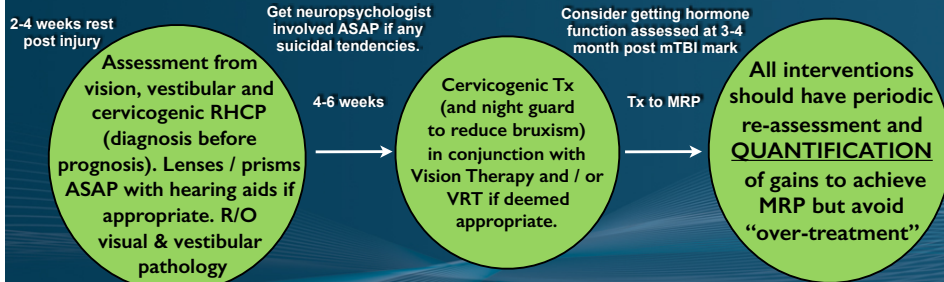 2-4 weeks rest
post injury
Assessment from
vision, vestibular and
cervicogenic RHCP
(diagnosis before
prognosis). Lenses / prisms
ASAP with hearing aids if
appropriate. R/O
visual & vestibular
pathology
Get neuropsychologist
involved ASAP if any
suicidal tendencies.
4-6 weeks
Cervicogenic Tx
(and night guard
to reduce bruxism)
in conjunction with
Vision Therapy and / or
VRT if deemed
appropriate.
Consider getting hormone
function assessed at 3-4
month post mTBI mark
Tx to MRP
All interventions
should have periodic
re-assessment and
QUANTIFICATION
of gains to achieve
MRP but avoid
“over-treatment”